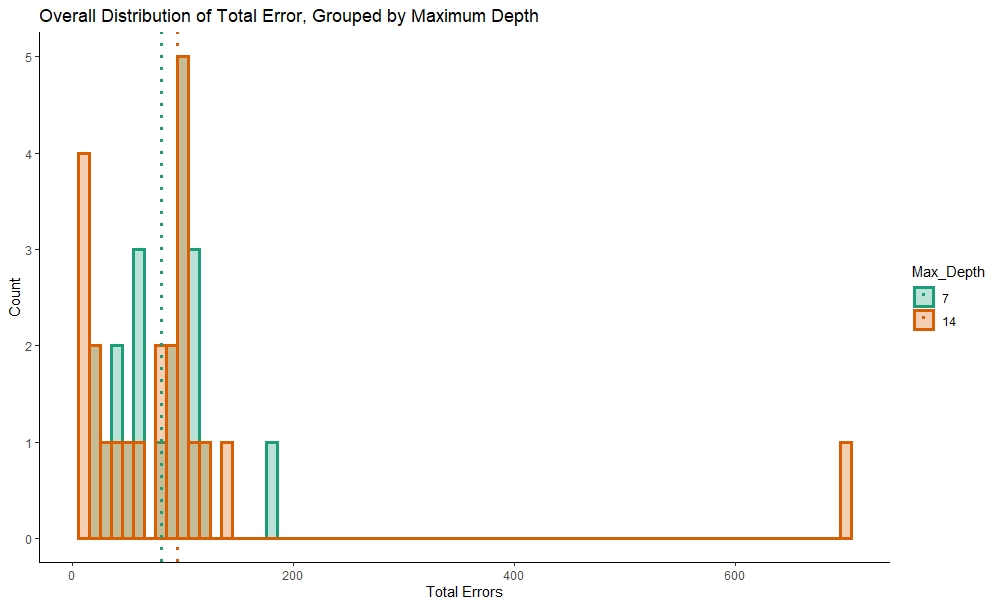 Overall Distribution of Total Error, Grouped by Maximum Depth
5
4
3
2
1
0
Count
0 200 400 600
Total Errors
Max_Depth
7
14